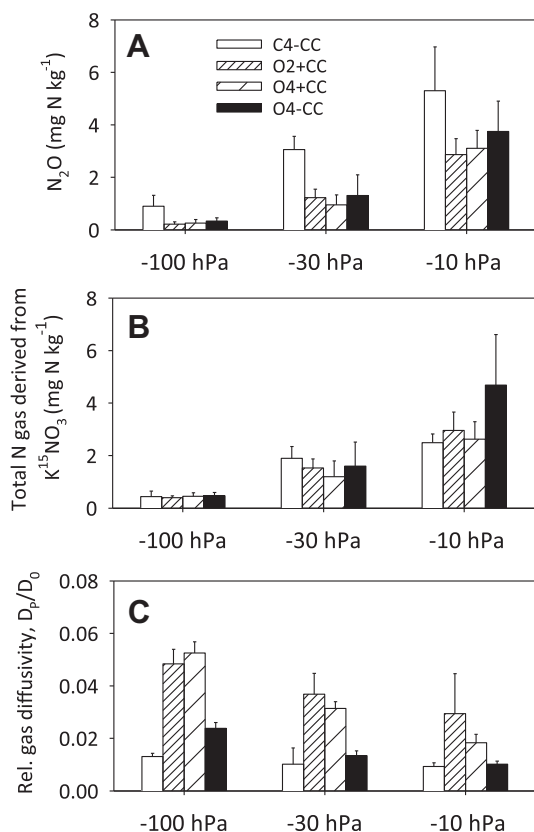 A
C4-CC
O2+CC
O4+CC
O4-CC
N₂O (mg N kg⁻¹)
8
6
4
2
0
-100 hPa -30 hPa -10 hPa
B
Total N gas derived from
K¹⁵NO₃ (mg N kg⁻¹)
8
6
4
2
0
-100 hPa -30 hPa -10 hPa
C
Rel. gas diffusivity, Dₚ/D₀
0.08
0.06
0.04
0.02
0.00
-100 hPa -30 hPa -10 hPa